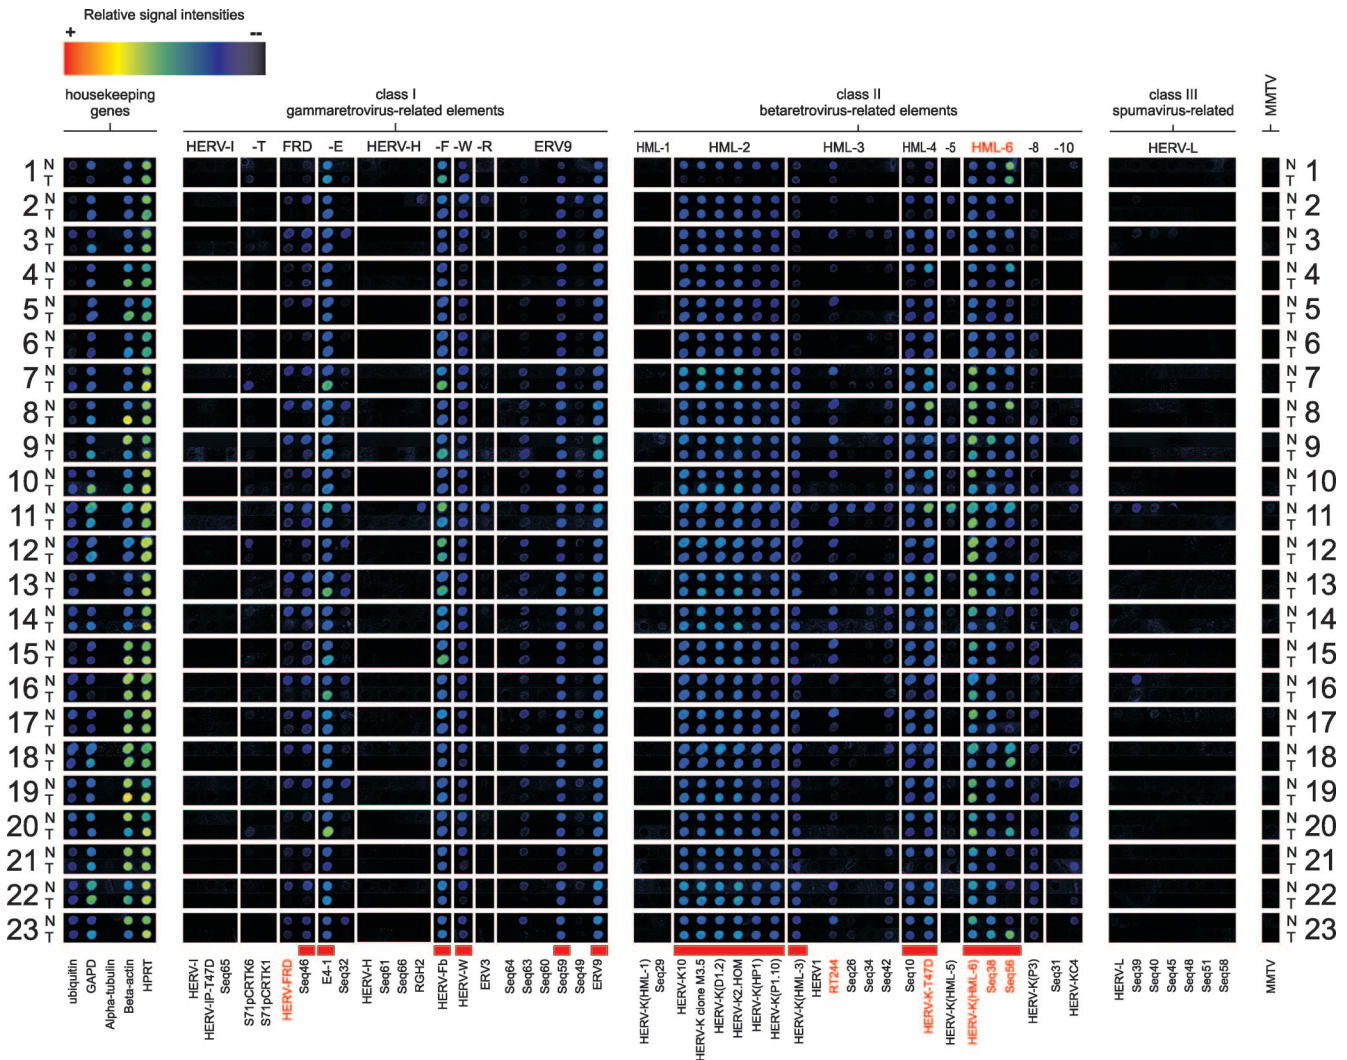 Relative signal intensities
+ --
housekeeping
genes
class I
gammaretrovirus-related elements
class II
betaretrovirus-related elements
class III
spumavirus-related
MMTV
HERV-I -T FRD -E HERV-H -F -W -R ERV9 HML-1 HML-2 HML-3 HML-4 -5 HML-6 -8 -10 HERV-L
1 N N 1
T T
2 N N 2
T T
3 N N 3
T T
4 N N 4
T T
5 N N 5
T T
6 N N 6
T T
7 N N 7
T T
8 N N 8
T T
9 N N 9
T T
10 N N 10
T T
11 N N 11
T T
12 N N 12
T T
13 N N 13
T T
14 N N 14
T T
15 N N 15
T T
16 N N 16
T T
17 N N 17
T T
18 N N 18
T T
19 N N 19
T T
20 N N 20
T T
21 N N 21
T T
22 N N 22
T T
23 N N 23
T T
ubiquitin
GAPD
Alpha-tubulin
Beta-actin
HPRT
HERV-I
HERV-IP-T47D
Seq65
S71pCRTK6
S71pCRTK1
HERV-FRD
Seq46
E4-1
Seq32
HERV-H
Seq61
Seq66
RGH2
HERV-Fb
HERV-W
ERV3
Seq64
Seq63
Seq60
Seq59
Seq49
ERV9
HERV-K(HML-1)
Seq29
HERV-K10
HERV-K clone M3.5
HERV-K(D1.2)
HERV-K2.HOM
HERV-K(HP1)
HERV-K(P1.10)
HERV-K(HML-3)
HERV1
RT244
Seq26
Seq34
Seq42
Seq10
HERV-K-T47D
HERV-K(HML-5)
HERV-K(HML-6)
Seq38
Seq56
HERV-K(P3)
Seq31
HERV-KC4
HERV-L
Seq39
Seq40
Seq45
Seq48
Seq51
Seq58
MMTV